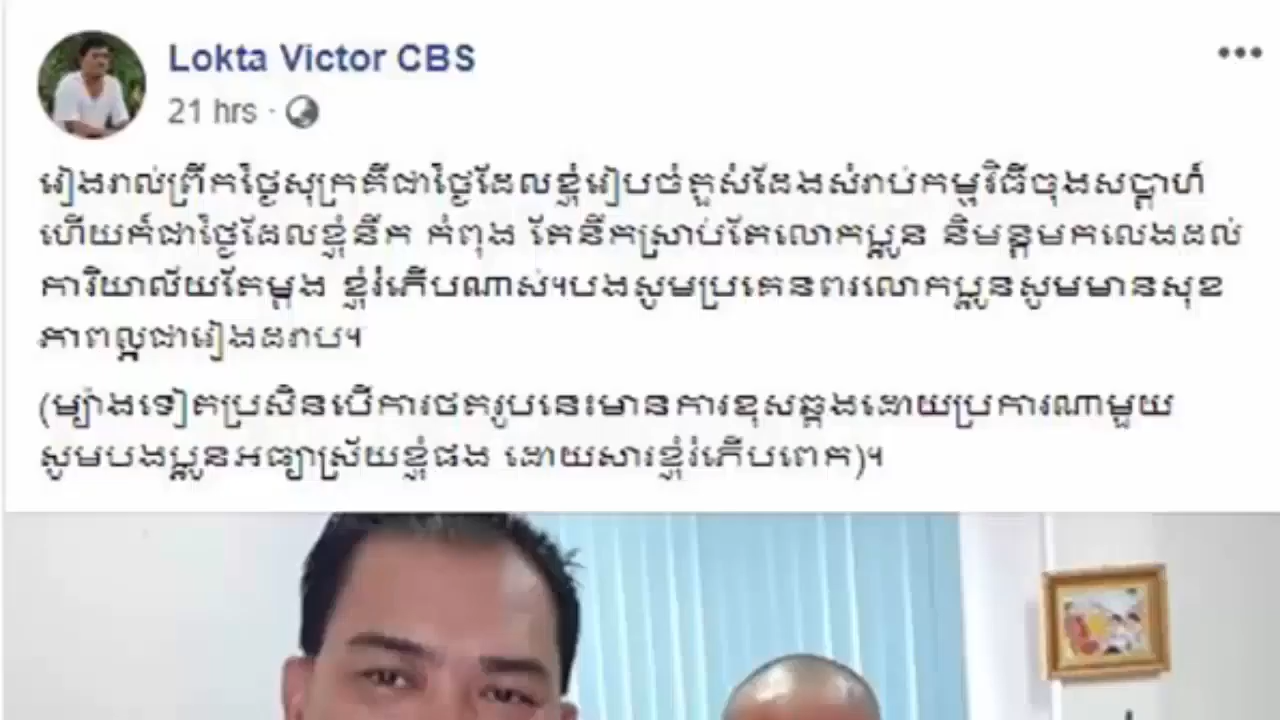 Lokta Victor CBS
21 hrs ·
រៀងរាល់ព្រឹកថ្ងៃសុក្រគឺជាថ្ងៃដែលខ្ញុំរៀបចំតួសំដែងសំរាប់កម្មវិធីចុងសប្តាហ៍
ហើយក៏ជាថ្ងៃដែលខ្ញុំនឹក កំពុង តែនឹកស្រាប់តែលោកប្អូន និមន្តមកលេងដល់
ការិយាល័យតែម្តង ខ្ញុំរំភើបណាស់។បងសូមប្រគេនពរលោកប្អូនសូមមានសុខ
ភាពល្អជារៀងដរាប។
(ម្យ៉ាងទៀតប្រសិនបើការថតរូបនេះមានការខុសឆ្គងដោយប្រការណាមួយ
សូមបងប្អូនអធ្យាស្រ័យខ្ញុំផង ដោយសារខ្ញុំរំភើបពេក)។